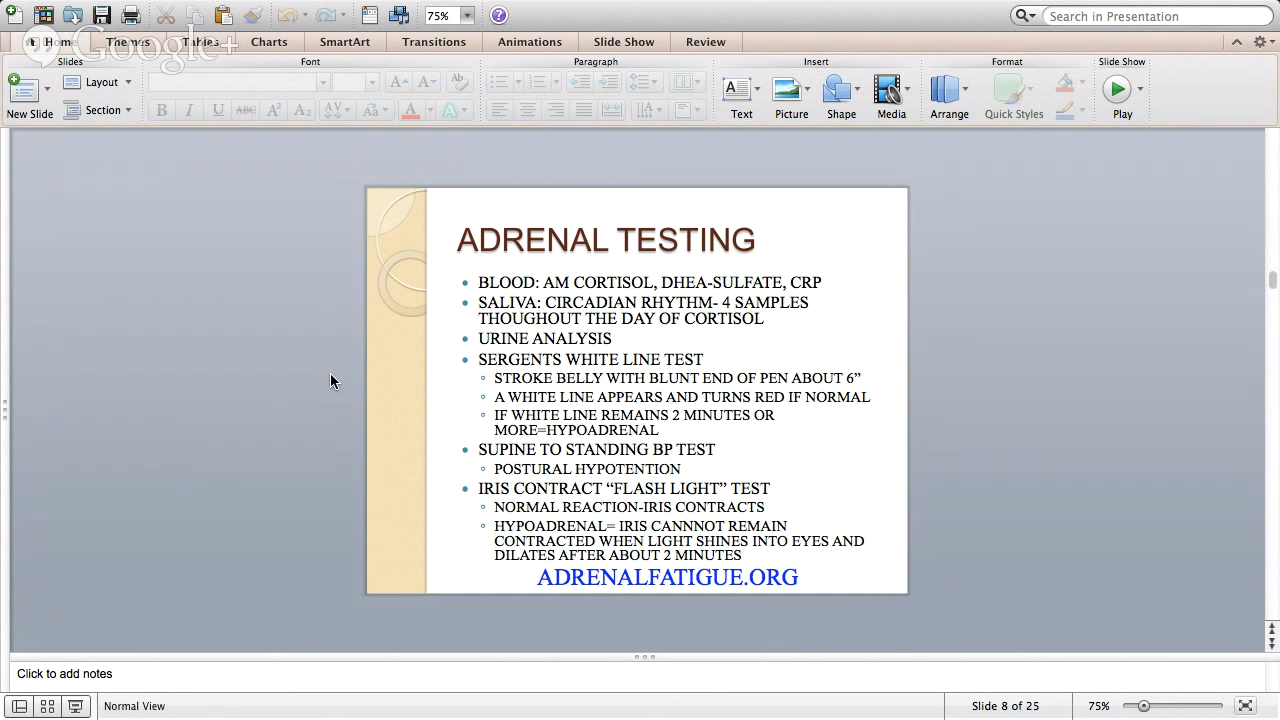 75%
Search in Presentation
Google+
Home
Themes
Tables
Charts
SmartArt
Transitions
Animations
Slide Show
Review
Slides
Font
Paragraph
Insert
Format
Slide Show
New Slide
Layout
Section
B I U ABC A² A₂ AV Aa A A
Text
Picture
Shape
Media
Arrange
Quick Styles
Play
ADRENAL TESTING
BLOOD: AM CORTISOL, DHEA-SULFATE, CRP
SALIVA: CIRCADIAN RHYTHM- 4 SAMPLES
THOUGHOUT THE DAY OF CORTISOL
URINE ANALYSIS
SERGENTS WHITE LINE TEST
STROKE BELLY WITH BLUNT END OF PEN ABOUT 6”
A WHITE LINE APPEARS AND TURNS RED IF NORMAL
IF WHITE LINE REMAINS 2 MINUTES OR
MORE=HYPOADRENAL
SUPINE TO STANDING BP TEST
POSTURAL HYPOTENTION
IRIS CONTRACT “FLASH LIGHT” TEST
NORMAL REACTION-IRIS CONTRACTS
HYPOADRENAL= IRIS CANNNOT REMAIN
CONTRACTED WHEN LIGHT SHINES INTO EYES AND
DILATES AFTER ABOUT 2 MINUTES
ADRENALFATIGUE.ORG
Click to add notes
Normal View
Slide 8 of 25
75%